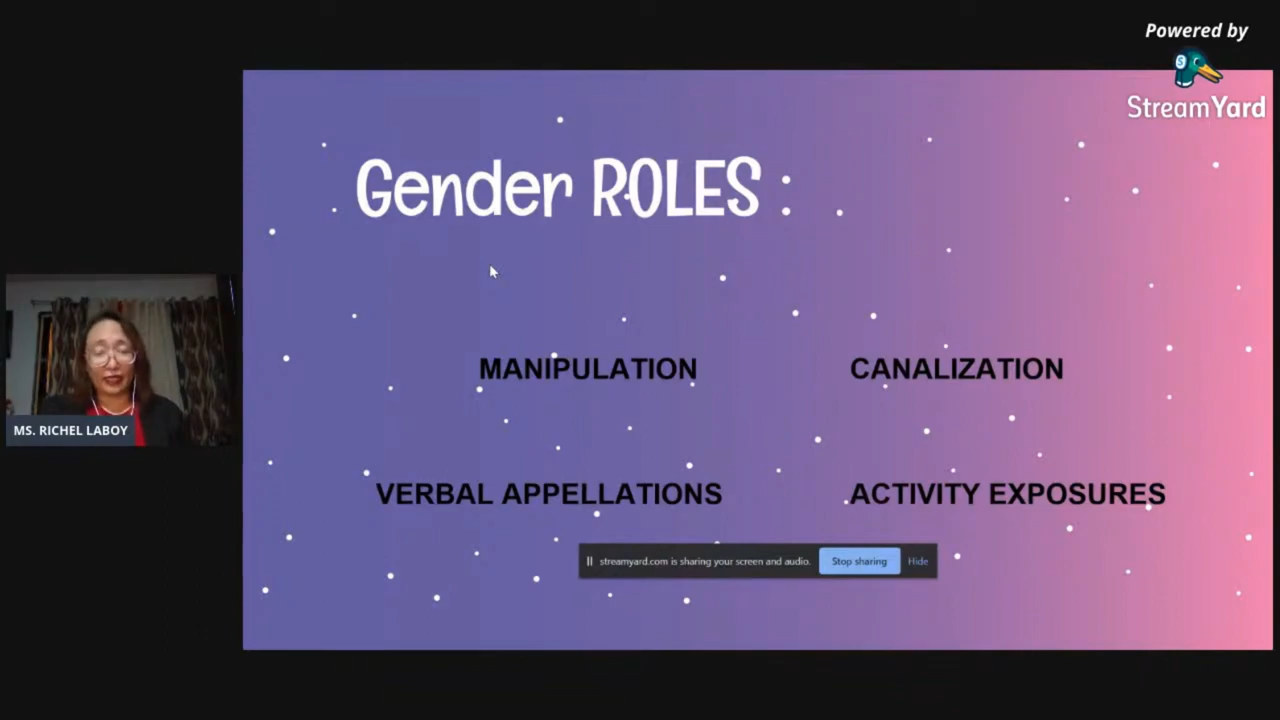 Powered by
StreamYard
Gender ROLES :
MANIPULATION
CANALIZATION
MS. RICHEL LABOY
VERBAL APPELLATIONS
ACTIVITY EXPOSURES
streamyard.com is sharing your screen and audio.
Stop sharing
Hide